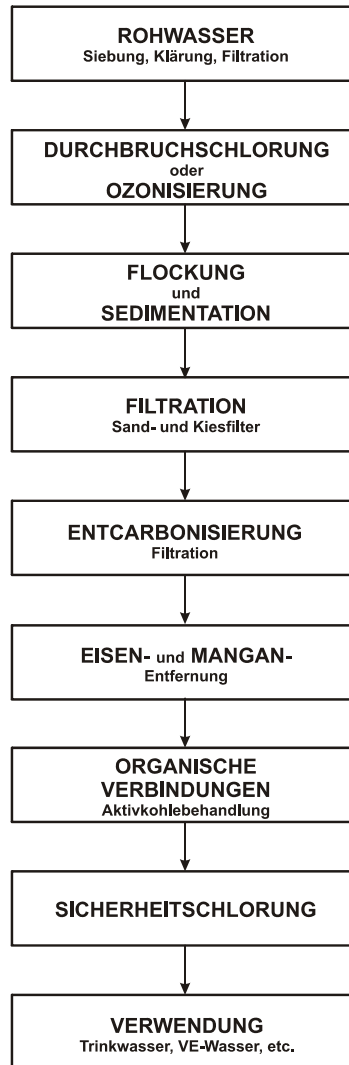 ROHWASSER
Siebung, Klärung, Filtration
DURCHBRUCHSCHLORUNG
oder
OZONISIERUNG
FLOCKUNG
und
SEDIMENTATION
FILTRATION
Sand- und Kiesfilter
ENTCARBONISIERUNG
Filtration
EISEN- und MANGAN-
Entfernung
ORGANISCHE
VERBINDUNGEN
Aktivkohlebehandlung
SICHERHEITSCHLORUNG
VERWENDUNG
Trinkwasser, VE-Wasser, etc.